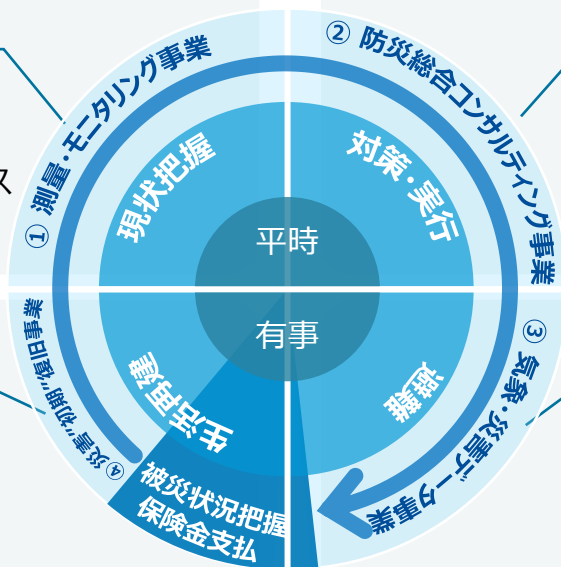 ① 測量・モニタリング事業
② 防災総合コンサルティング事業
ス
現状把握
対策・実行
平時
有事
④災害"初期"復旧事業
生活再建
避難
③ 気象・災害データ事業
被災状況把握
保険金支払